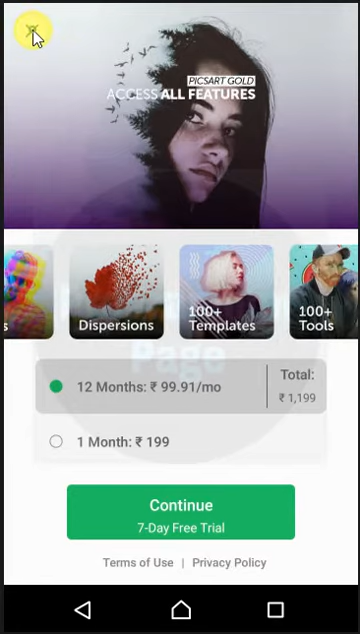 PICSART GOLD
ACCESS ALL FEATURES
s
Dispersions
100+
Templates
100+
Tools
Page
12 Months: ₹ 99.91/mo
Total:
₹ 1,199
1 Month: ₹ 199
Continue
7-Day Free Trial
Terms of Use | Privacy Policy